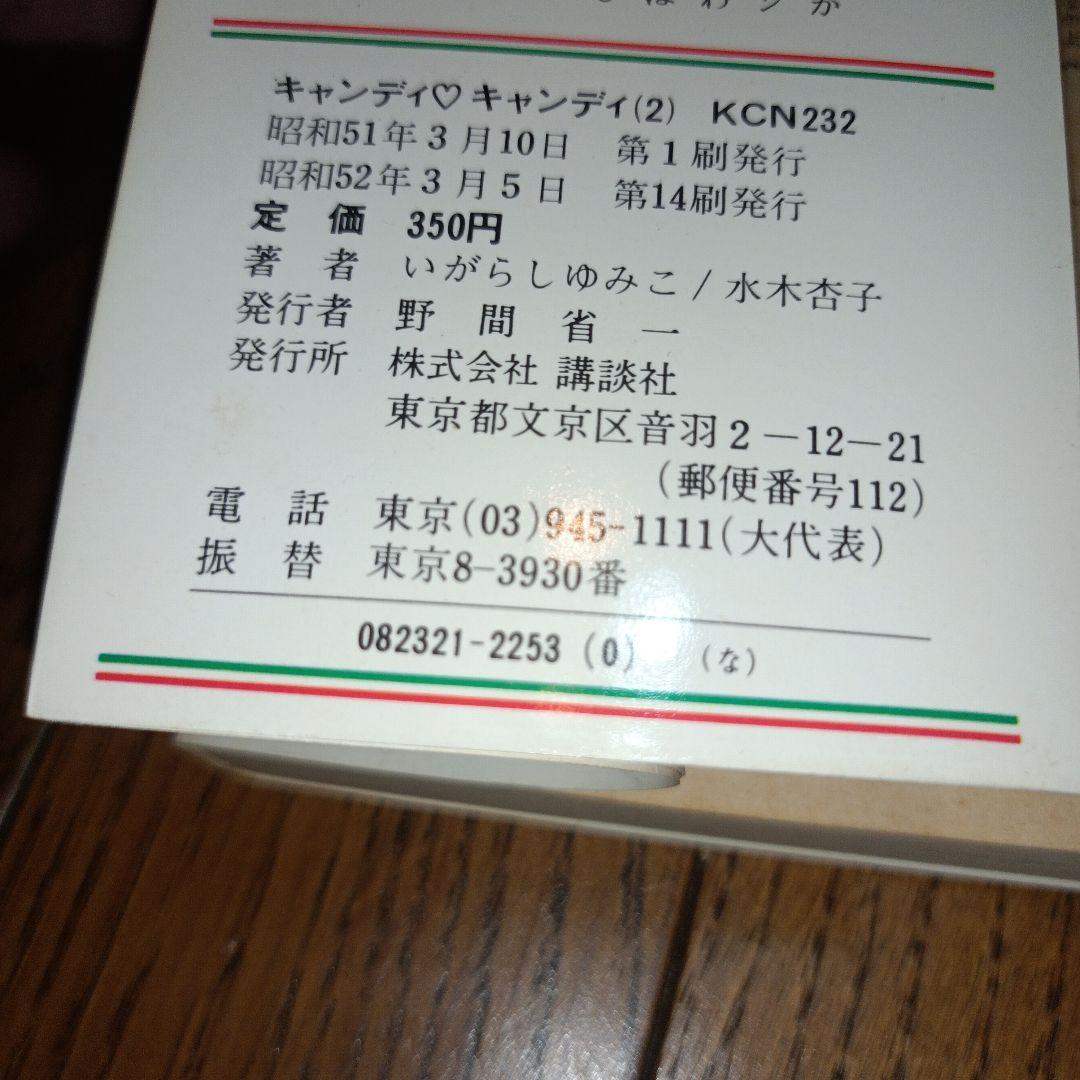 キャンディ♡キャンディ(2) KCN232
昭和51年3月10日 第1刷発行
昭和52年3月5日 第14刷発行
定 価 350円
著 者 いがらしゆみこ/水木杏子
発行者 野 間 省 一
発行所 株式会社 講談社
東京都文京区音羽2-12-21
(郵便番号112)
電 話 東京(03)945-1111(大代表)
振 替 東京8-3930番
082321-2253 (0) (な)